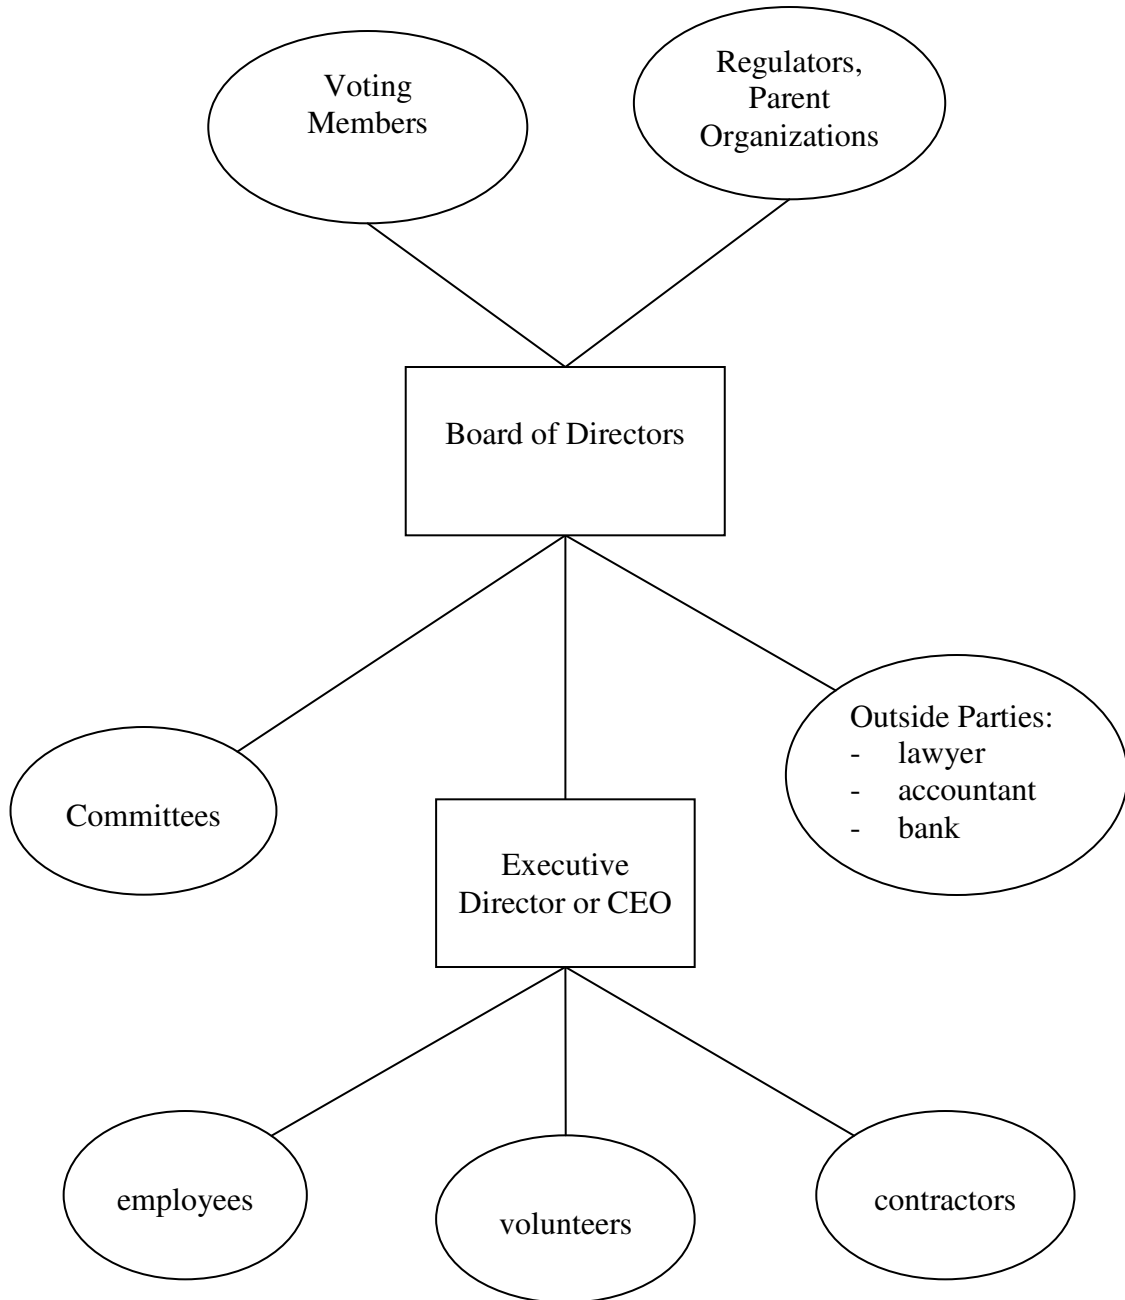 Voting
Members
Regulators,
Parent
Organizations
Board of Directors
Committees
Outside Parties:
- lawyer
- accountant
- bank
Executive
Director or CEO
employees
volunteers
contractors